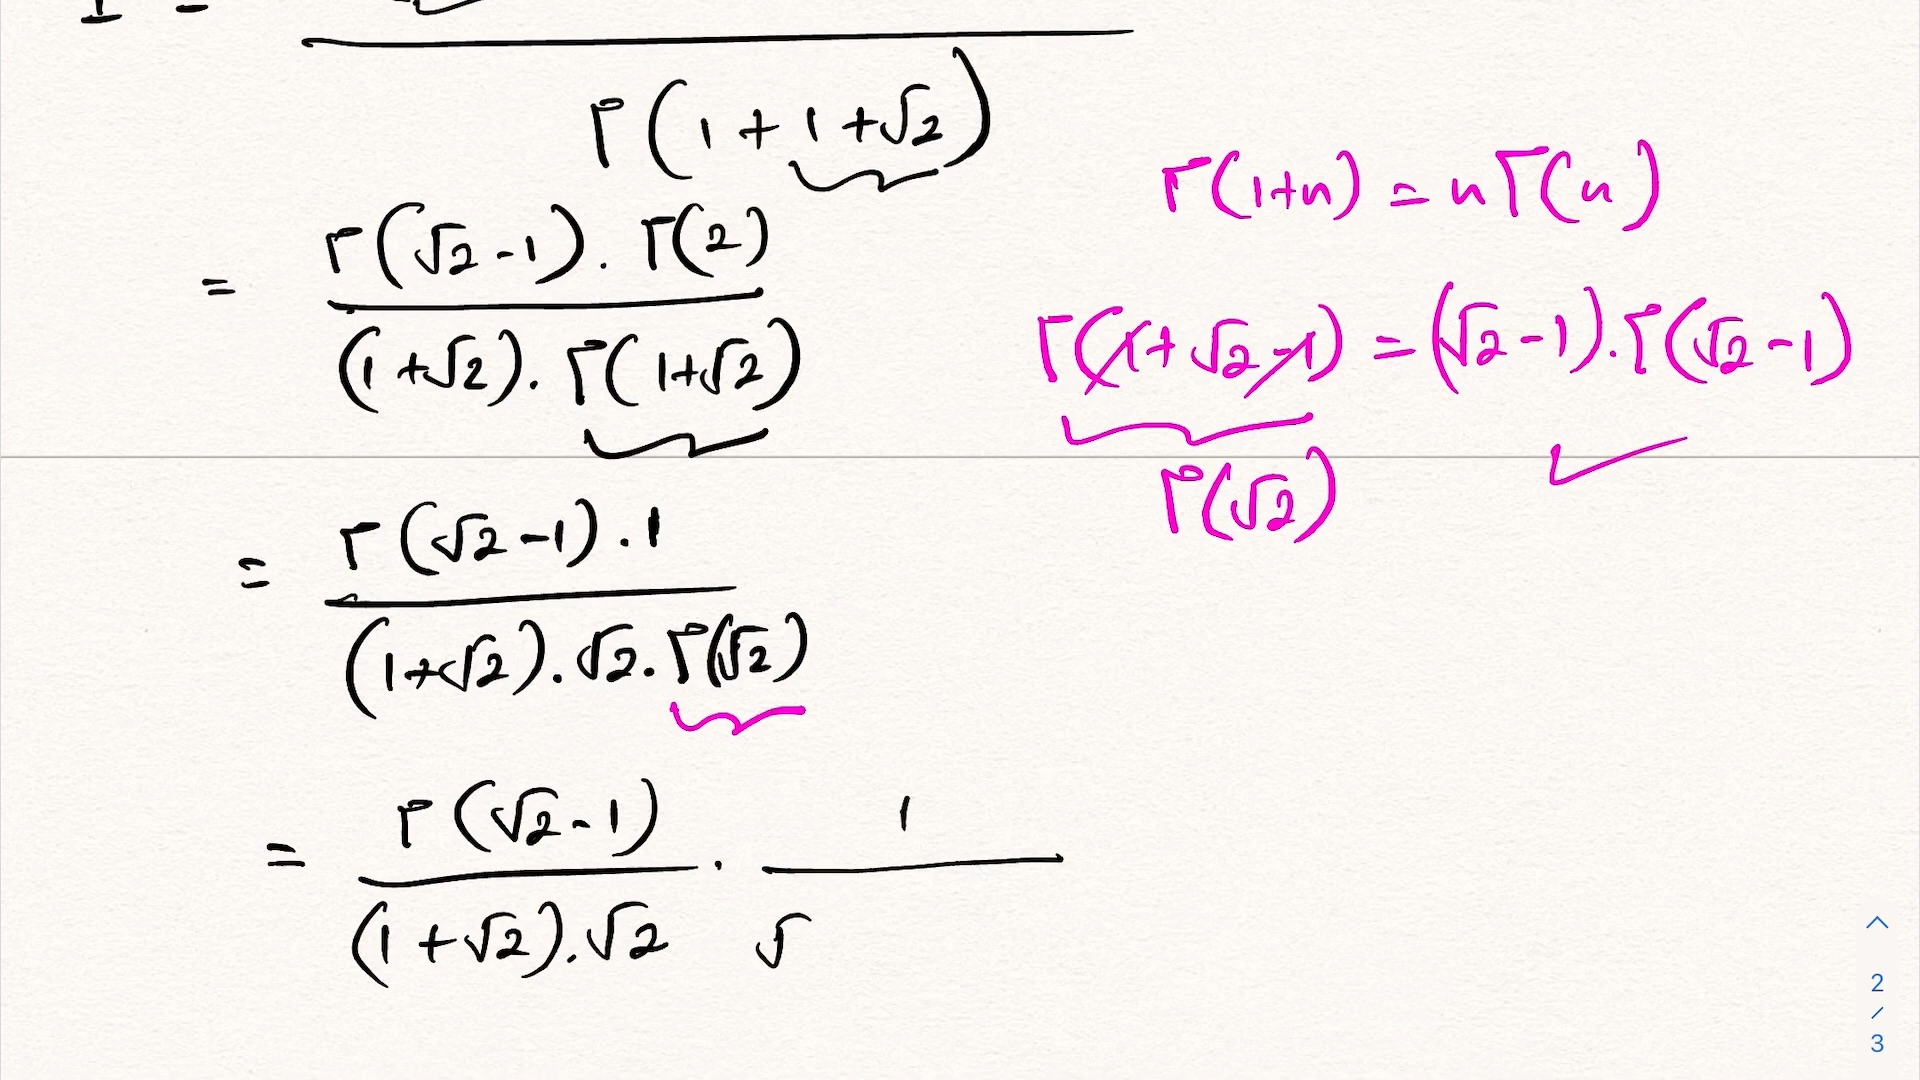 I =
Γ(1+1+√2)
Γ(1+n) = nΓ(n)
= Γ(√2-1).Γ(2)
(1+√2).Γ(1+√2)
Γ(1+√2-1) = (√2-1).Γ(√2-1)
Γ(√2)
= Γ(√2-1).1
(1+√2).√2.Γ(√2)
= Γ(√2-1) . 1
(1+√2).√2 √
2
/
3